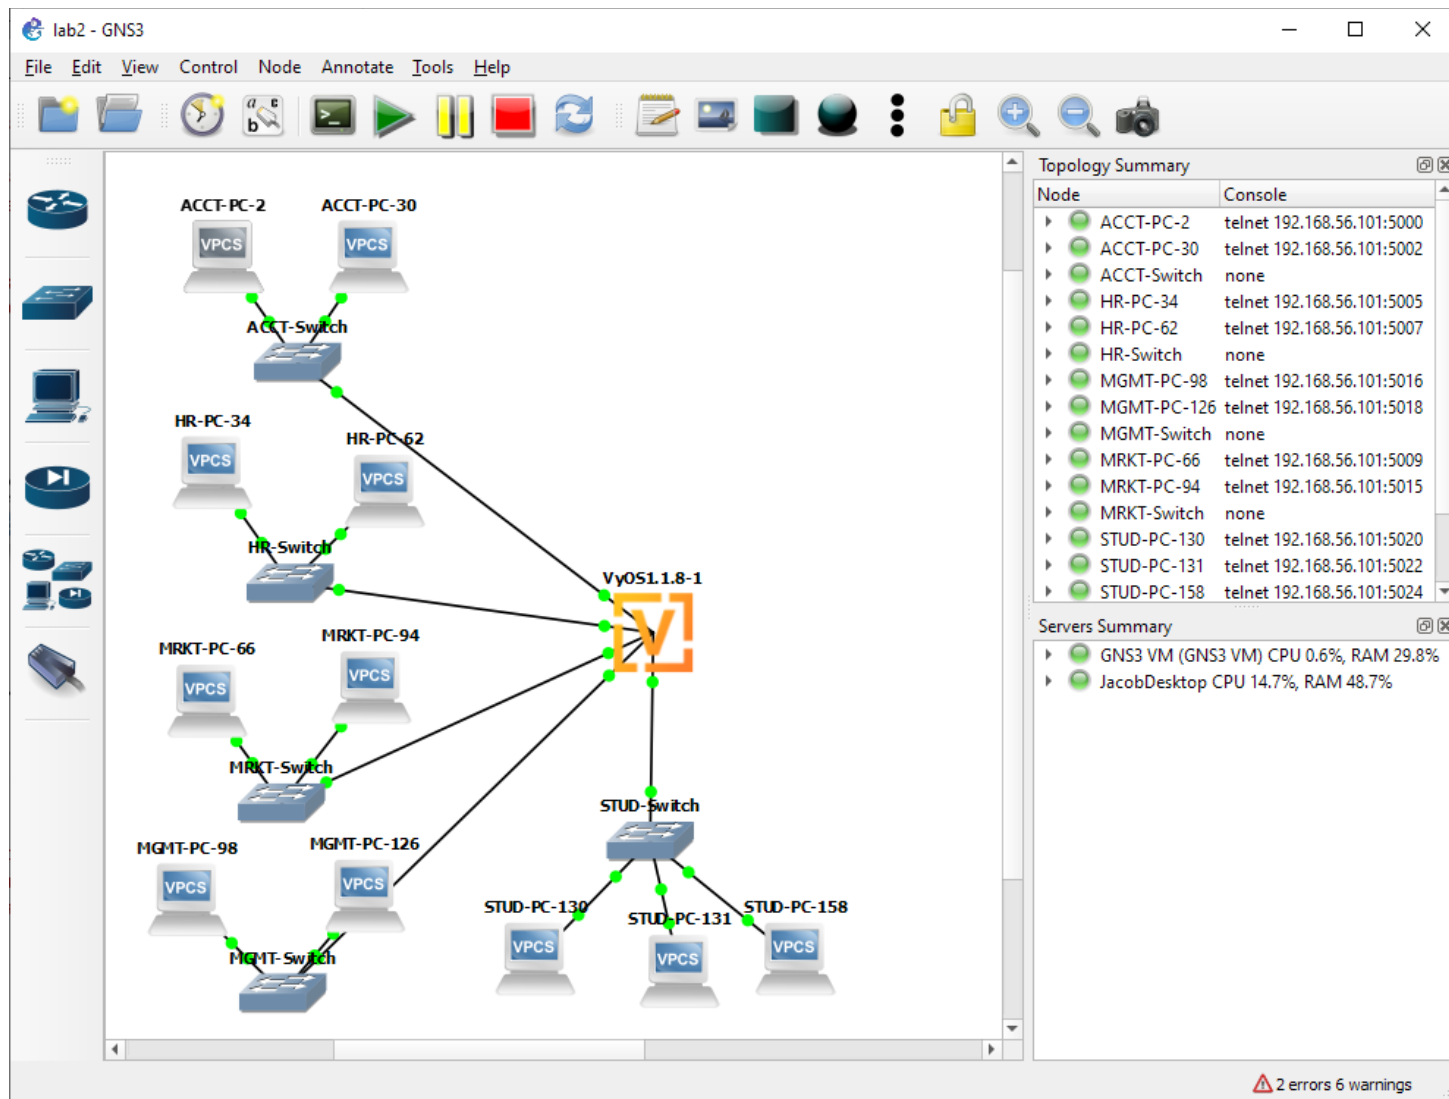 lab2 - GNS3
File Edit View Control Node Annotate Tools Help
a c
b
>_
ACCT-PC-2 ACCT-PC-30
VPCS VPCS
ACCT-Switch
HR-PC-34 HR-PC-62
VPCS VPCS
HR-Switch
VyOS1.1.8-1
V
MRKT-PC-66 MRKT-PC-94
VPCS VPCS
MRKT-Switch
STUD-Switch
MGMT-PC-98 MGMT-PC-126
VPCS VPCS
MGMT-Switch
STUD-PC-130 STUD-PC-131 STUD-PC-158
VPCS VPCS VPCS
Topology Summary
Node Console
ACCT-PC-2 telnet 192.168.56.101:5000
ACCT-PC-30 telnet 192.168.56.101:5002
ACCT-Switch none
HR-PC-34 telnet 192.168.56.101:5005
HR-PC-62 telnet 192.168.56.101:5007
HR-Switch none
MGMT-PC-98 telnet 192.168.56.101:5016
MGMT-PC-126 telnet 192.168.56.101:5018
MGMT-Switch none
MRKT-PC-66 telnet 192.168.56.101:5009
MRKT-PC-94 telnet 192.168.56.101:5015
MRKT-Switch none
STUD-PC-130 telnet 192.168.56.101:5020
STUD-PC-131 telnet 192.168.56.101:5022
STUD-PC-158 telnet 192.168.56.101:5024
Servers Summary
GNS3 VM (GNS3 VM) CPU 0.6%, RAM 29.8%
JacobDesktop CPU 14.7%, RAM 48.7%
2 errors 6 warnings